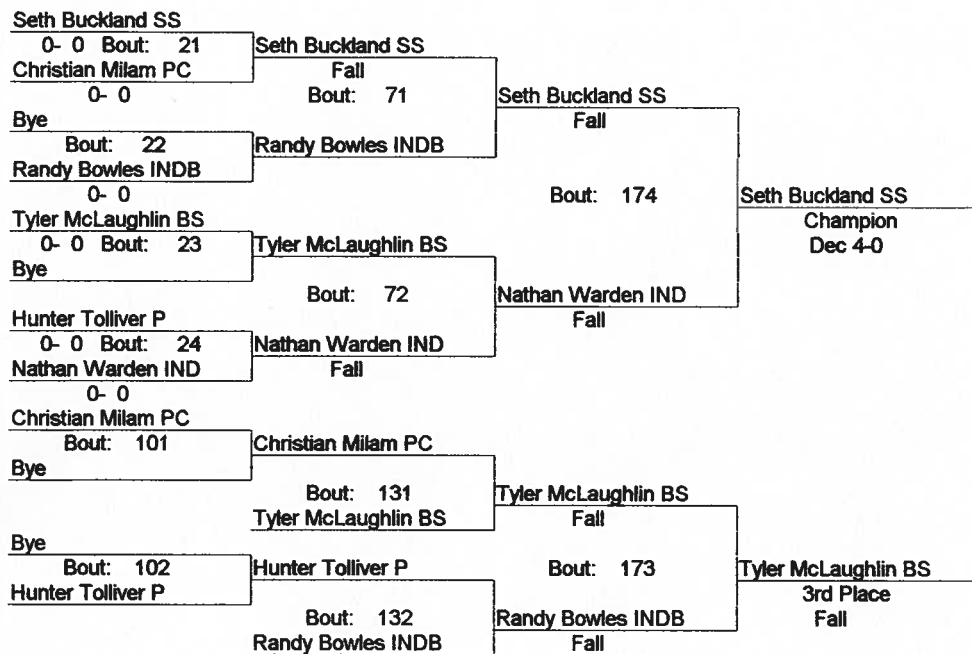 Seth Buckland SS
0- 0 Bout: 21
Seth Buckland SS
Christian Milam PC
Fall
0- 0
Bout: 71
Seth Buckland SS
Bye
Fall
Bout: 22
Randy Bowles INDB
Randy Bowles INDB
0- 0
Bout: 174
Seth Buckland SS
Tyler McLaughlin BS
Champion
0- 0 Bout: 23
Tyler McLaughlin BS
Dec 4-0
Bye
Bout: 72
Nathan Warden IND
Hunter Tolliver P
Fall
0- 0 Bout: 24
Nathan Warden IND
Nathan Warden IND
Fall
0- 0
Christian Milam PC
Bout: 101
Christian Milam PC
Bye
Bout: 131
Tyler McLaughlin BS
Tyler McLaughlin BS
Fall
Bye
Bout: 102
Hunter Tolliver P
Bout: 173
Tyler McLaughlin BS
Hunter Tolliver P
3rd Place
Bout: 132
Randy Bowles INDB
Fall
Randy Bowles INDB
Fall